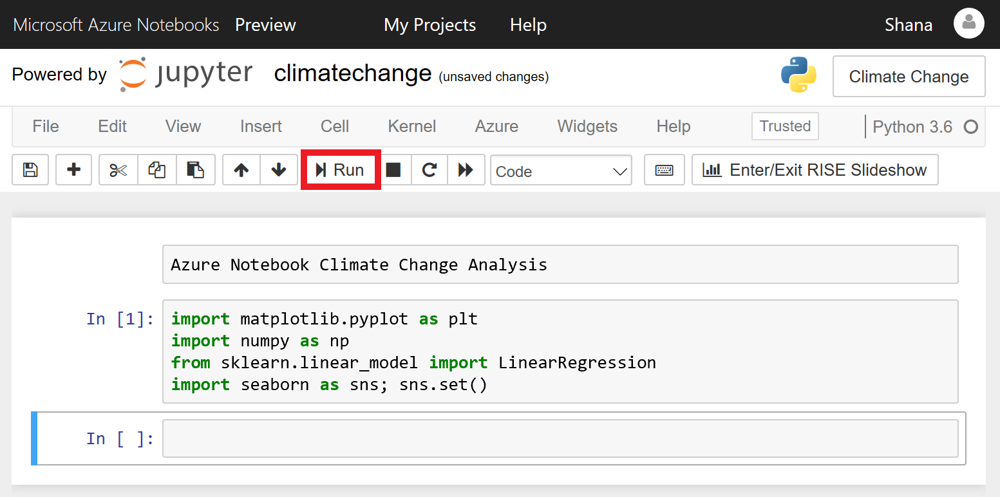 Microsoft Azure Notebooks Preview My Projects Help Shana
Powered by jupyter climatechange (unsaved changes) Climate Change
File Edit View Insert Cell Kernel Azure Widgets Help Trusted Python 3.6
Run Code Enter/Exit RISE Slideshow
Azure Notebook Climate Change Analysis
In [1]: import matplotlib.pyplot as plt
import numpy as np
from sklearn.linear_model import LinearRegression
import seaborn as sns; sns.set()
In [ ]: